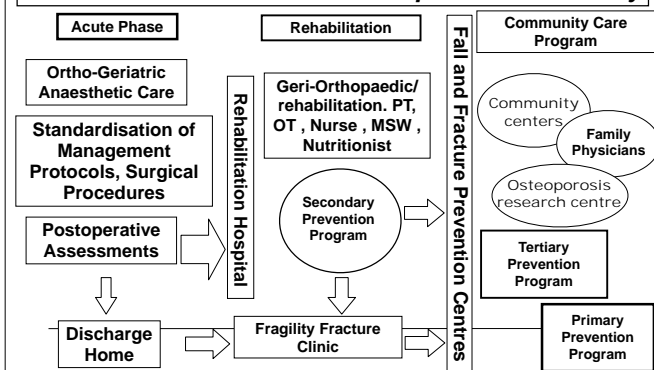 Acute Phase
Ortho-Geriatric
Anaesthetic Care
Standardisation of
Management
Protocols, Surgical
Procedures
Postoperative
Assessments
Discharge
Home
Rehabilitation Hospital
Rehabilitation
Geri-Orthopaedic/
rehabilitation. PT,
OT , Nurse , MSW ,
Nutritionist
Secondary
Prevention
Program
Fragility Fracture
Clinic
Fall and Fracture Prevention Centres
Community Care
Program
Community
centers
Family
Physicians
Osteoporosis
research centre
Tertiary
Prevention
Program
Primary
Prevention
Program